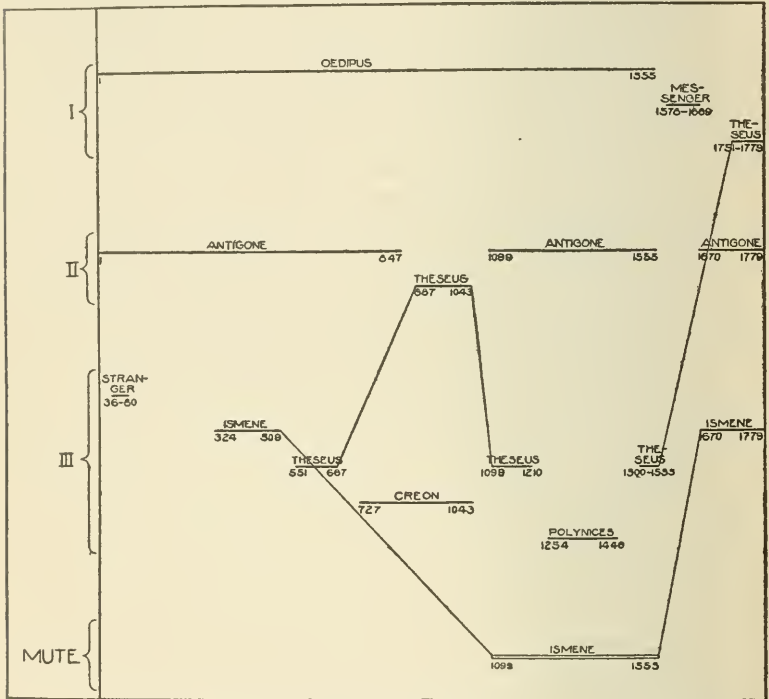 OEDIPUS
1
1555
MES-
SENGER
1578-1669
THE-
SEUS
1751-1779
I
ANTIGONE
1
847
ANTIGONE
1099
1555
ANTIGONE
1670
1779
II
THESEUS
887
1043
STRAN-
GER
36-80
ISMENE
324
509
ISMENE
1670
1779
III
THESEUS
551
667
THESEUS
1099
1210
THE-
SEUS
1500-1555
CREON
727
1043
POLYNICES
1254
1446
MUTE
ISMENE
1099
1555